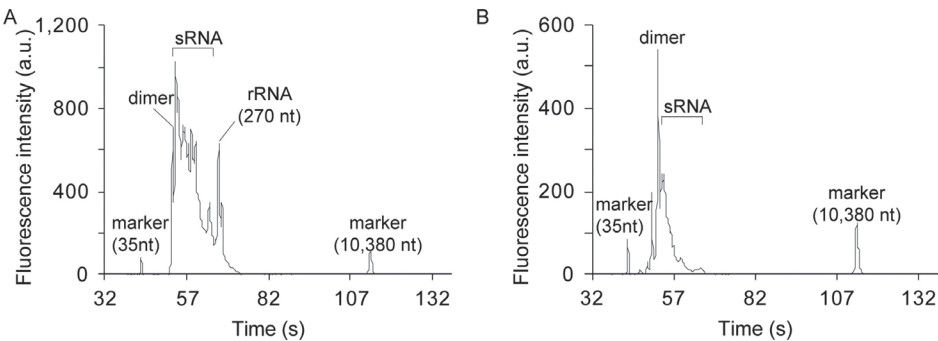 A
Fluorescence intensity (a.u.)
1,200
800
400
0
sRNA
dimer
rRNA
(270 nt)
marker
(35nt)
marker
(10,380 nt)
32 57 82 107 132
Time (s)
B
Fluorescence intensity (a.u.)
600
400
200
0
dimer
sRNA
marker
(35nt)
marker
(10,380 nt)
32 57 82 107 132
Time (s)